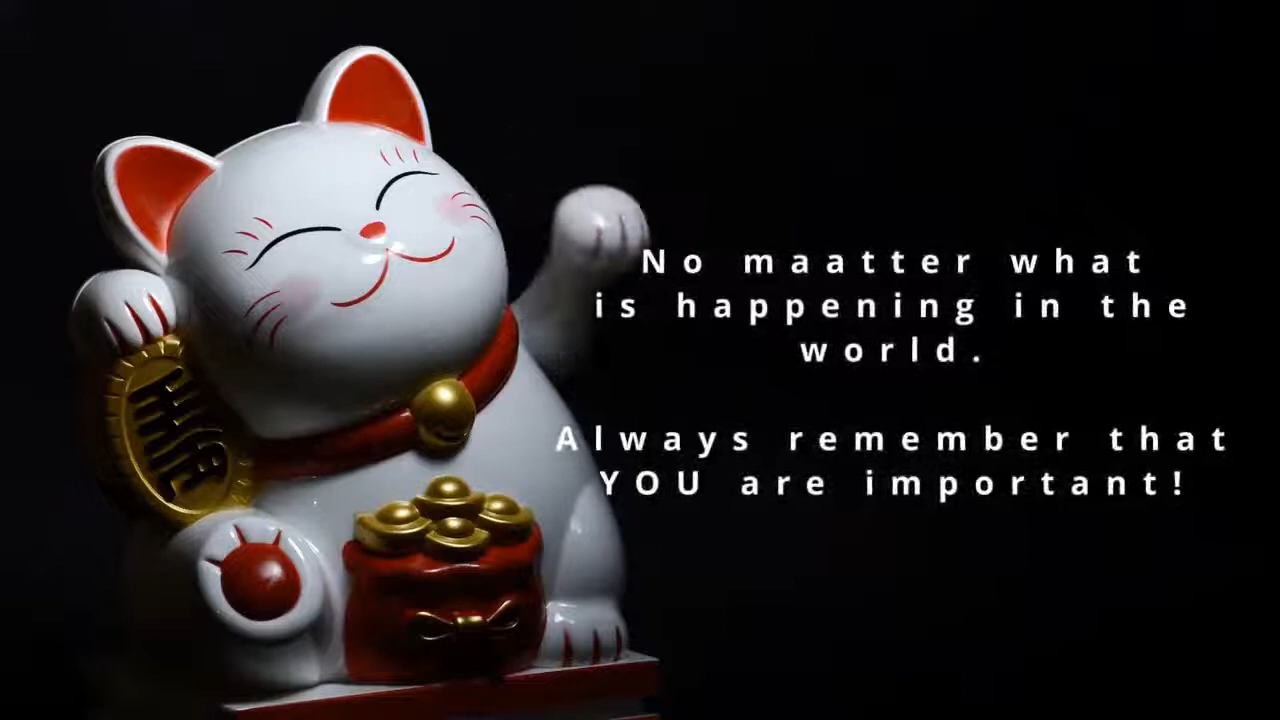 No maatter what
is happening in the
world.
Always remember that
YOU are important!